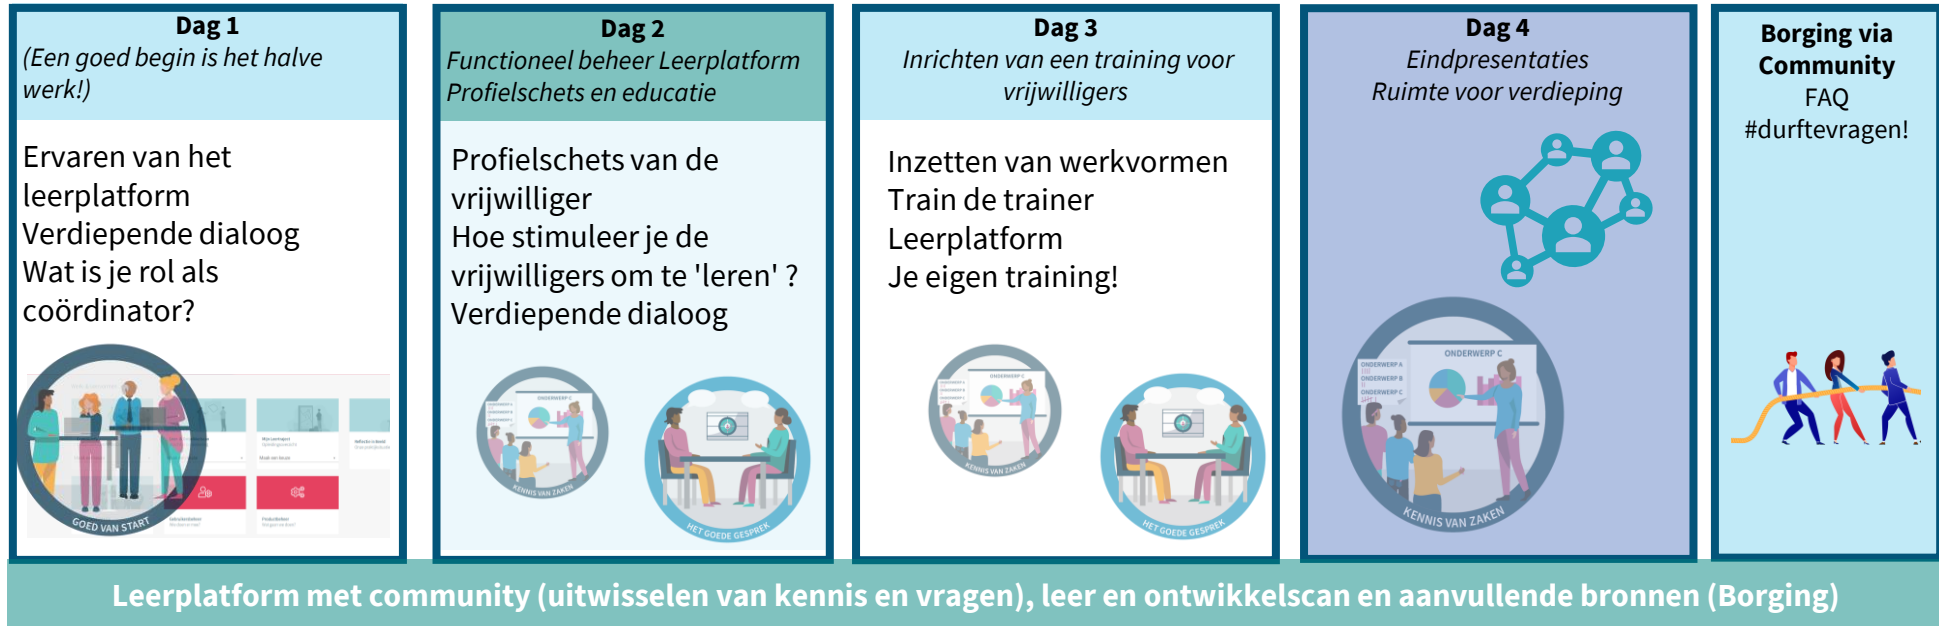 Dag 1
(Een goed begin is het halve
werk!)
Ervaren van het
leerplatform
Verdiepende dialoog
Wat is je rol als
coördinator?
GOED VAN START
Dag 2
Functioneel beheer Leerplatform
Profielschets en educatie
Profielschets van de
vrijwilliger
Hoe stimuleer je de
vrijwilligers om te 'leren' ?
Verdiepende dialoog
ONDERWERP C
KENNIS VAN ZAKEN
HET GOEDE GESPREK
Dag 3
Inrichten van een training voor
vrijwilligers
Inzetten van werkvormen
Train de trainer
Leerplatform
Je eigen training!
ONDERWERP C
KENNIS VAN ZAKEN
HET GOEDE GESPREK
Dag 4
Eindpresentaties
Ruimte voor verdieping
ONDERWERP C
ONDERWERP A
ONDERWERP B
ONDERWERP C
KENNIS VAN ZAKEN
Borging via
Community
FAQ
#durftevragen!
Leerplatform met community (uitwisselen van kennis en vragen), leer en ontwikkelscan en aanvullende bronnen (Borging)